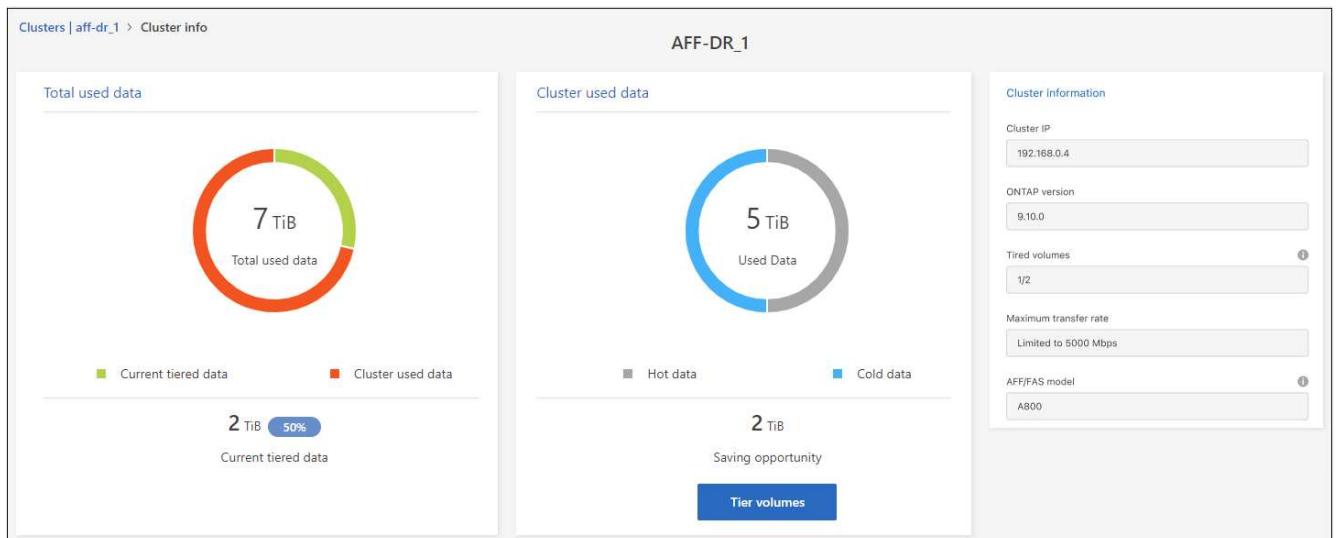 Clusters | aff-dr_1 > Cluster info
AFF-DR_1
Total used data
7 TiB
Total used data
Current tiered data
Cluster used data
2 TiB 50%
Current tiered data
Cluster used data
5 TiB
Used Data
Hot data
Cold data
2 TiB
Saving opportunity
Tier volumes
Cluster information
Cluster IP
192.168.0.4
ONTAP version
9.10.0
Tired volumes
1/2
Maximum transfer rate
Limited to 5000 Mbps
AFF/FAS model
A800